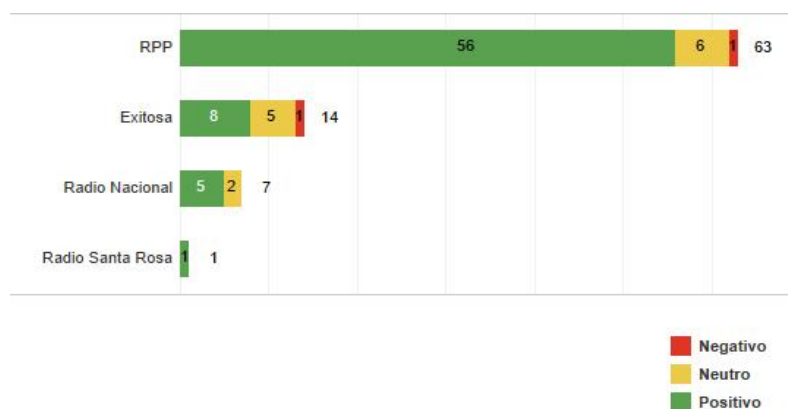 RPP 56 6 1 63
Exitosa 8 5 1 14
Radio Nacional 5 2 7
Radio Santa Rosa 1 1
Negativo
Neutro
Positivo